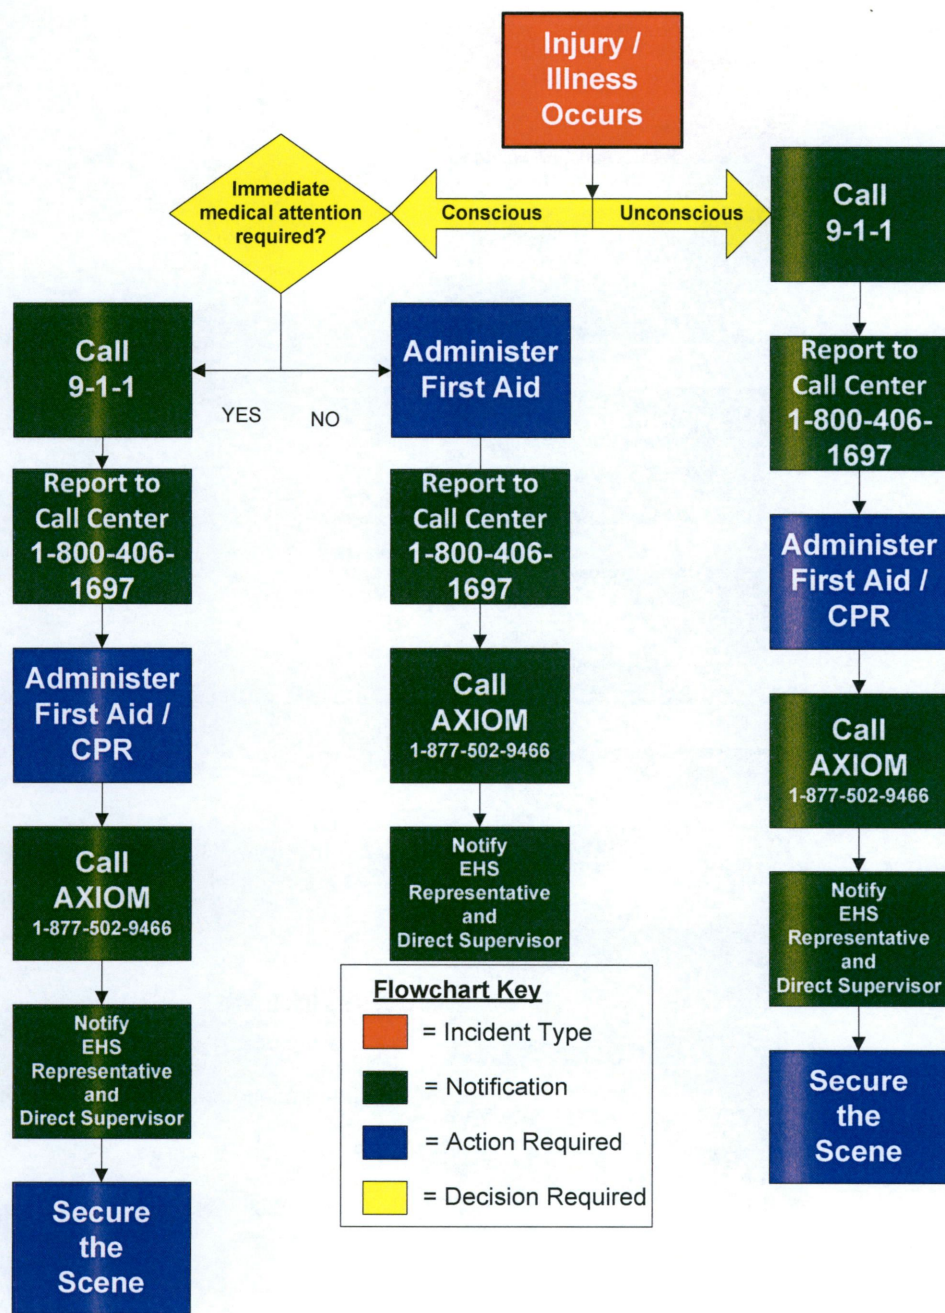 Injury /
Illness
Occurs
Immediate
medical attention
required?
Conscious
Unconscious
Call
9-1-1
Call
9-1-1
YES
NO
Administer
First Aid
Report to
Call Center
1-800-406-
1697
Report to
Call Center
1-800-406-
1697
Report to
Call Center
1-800-406-
1697
Administer
First Aid /
CPR
Administer
First Aid /
CPR
Call
AXIOM
1-877-502-9466
Call
AXIOM
1-877-502-9466
Call
AXIOM
1-877-502-9466
Notify
EHS
Representative
and
Direct Supervisor
Notify
EHS
Representative
and
Direct Supervisor
Notify
EHS
Representative
and
Direct Supervisor
Flowchart Key
= Incident Type
= Notification
= Action Required
= Decision Required
Secure
the
Scene
Secure
the
Scene